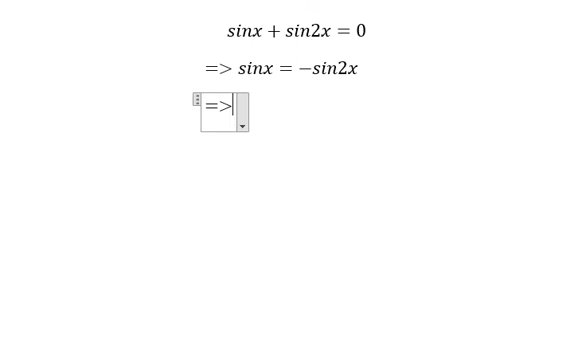 sinx + sin2x = 0
=> sinx = −sin2x
=>